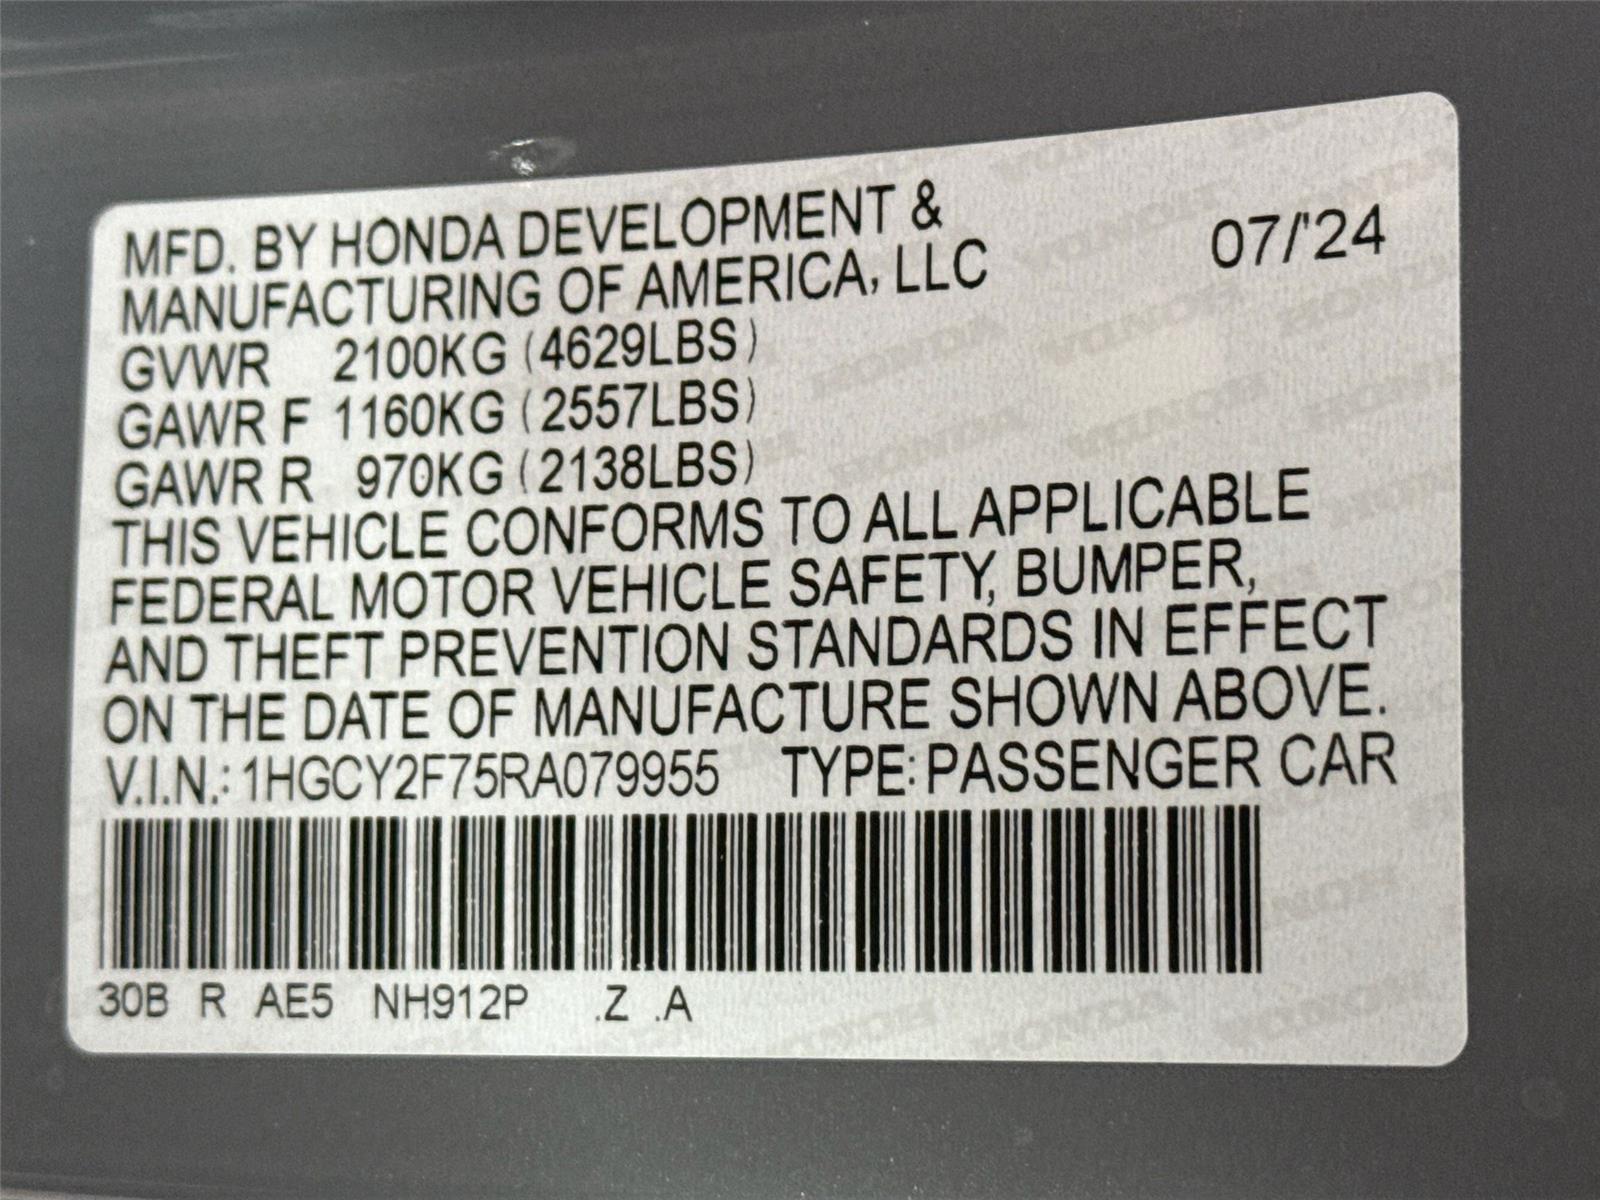 MFD. BY HONDA DEVELOPMENT &
MANUFACTURING OF AMERICA, LLC
07/'24
GVWR 2100KG (4629LBS)
GAWR F 1160KG (2557LBS)
GAWR R 970KG (2138LBS)
THIS VEHICLE CONFORMS TO ALL APPLICABLE
FEDERAL MOTOR VEHICLE SAFETY, BUMPER,
AND THEFT PREVENTION STANDARDS IN EFFECT
ON THE DATE OF MANUFACTURE SHOWN ABOVE.
V.I.N.: 1HGCY2F75RA079955 TYPE: PASSENGER CAR
30B R AE5 NH912P .Z .A